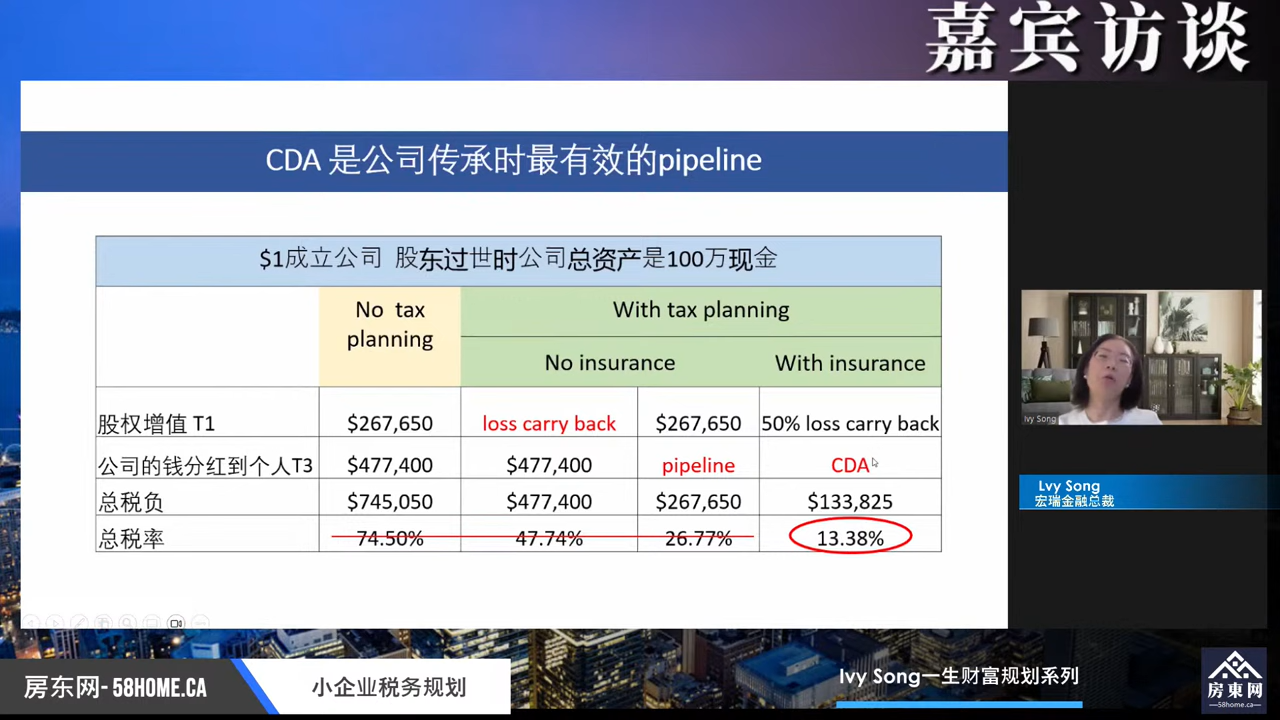 嘉宾访谈
CDA 是公司传承时最有效的pipeline
$1成立公司 股东过世时公司总资产是100万现金
No tax
planning
With tax planning
No insurance
With insurance
股权增值 T1
$267,650
loss carry back
$267,650
50% loss carry back
公司的钱分红到个人T3
$477,400
$477,400
pipeline
CDA
总税负
$745,050
$477,400
$267,650
$133,825
总税率
74.50%
47.74%
26.77%
13.38%
Ivy Song
Lvy Song
宏瑞金融总裁
房东网- 58HOME.CA
小企业税务规划
Ivy Song一生财富规划系列
房東网
58home.ca